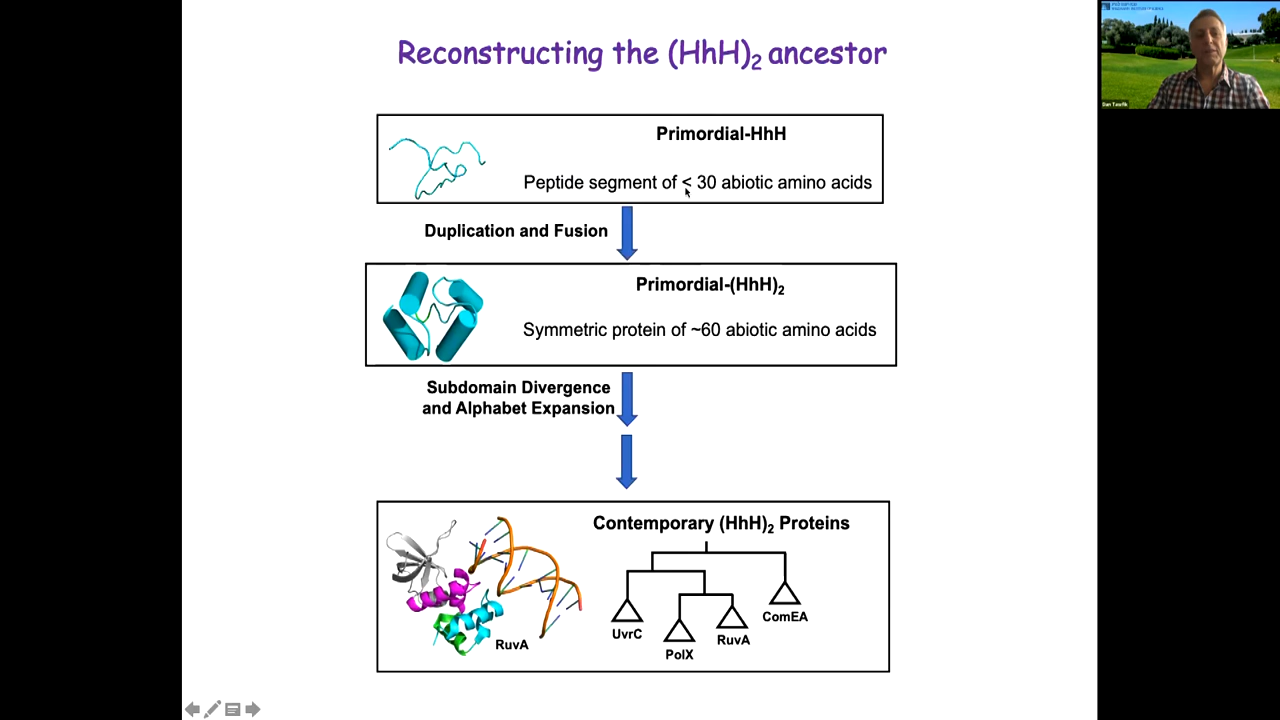 Reconstructing the (HhH)2 ancestor
Primordial-HhH
Peptide segment of < 30 abiotic amino acids
Duplication and Fusion
Primordial-(HhH)2
Symmetric protein of ~60 abiotic amino acids
Subdomain Divergence
and Alphabet Expansion
Contemporary (HhH)2 Proteins
UvrC
PolX
RuvA
ComEA
RuvA
Dan Tawfik